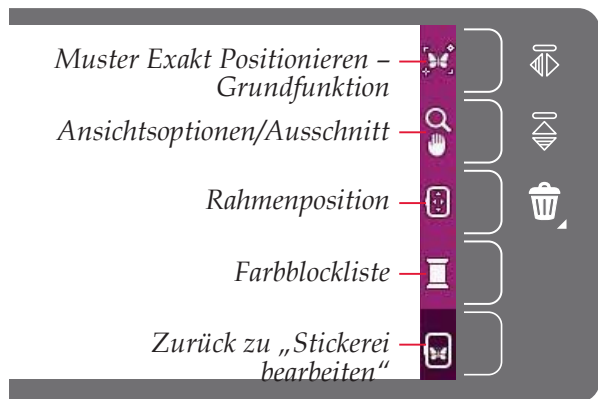 Muster Exakt Positionieren –
Grundfunktion
Ansichtsoptionen/Ausschnitt
Rahmenposition
Farbblockliste
Zurück zu „Stickerei
bearbeiten“